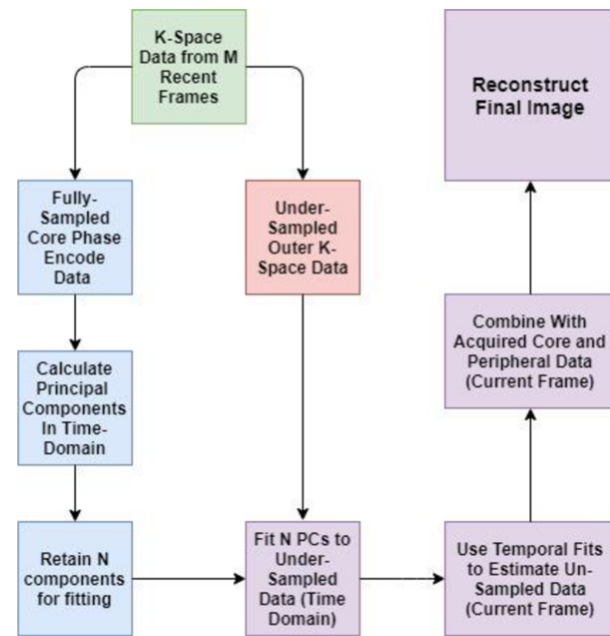 K-Space
Data from M
Recent
Frames
Fully-
Sampled
Core Phase
Encode
Data
Under-
Sampled
Outer K-
Space Data
Reconstruct
Final Image
Calculate
Principal
Components
In Time-
Domain
Combine With
Acquired Core and
Peripheral Data
(Current Frame)
Retain N
components
for fitting
Fit N PCs to
Under-
Sampled
Data (Time
Domain)
Use Temporal Fits
to Estimate Un-
Sampled Data
(Current Frame)